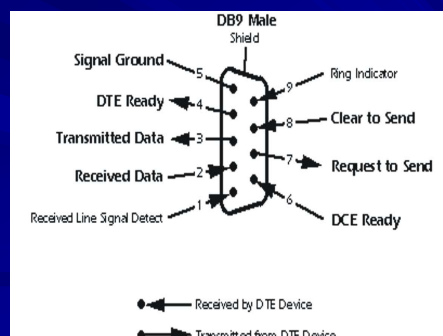 DB9 Male
Shield
Signal Ground
5
9
Ring Indicator
DTE Ready
4
8
Clear to Send
Transmitted Data
3
7
Request to Send
Received Data
2
6
DCE Ready
Received Line Signal Detect
1
Received by DTE Device
Transmitted from DTE Device